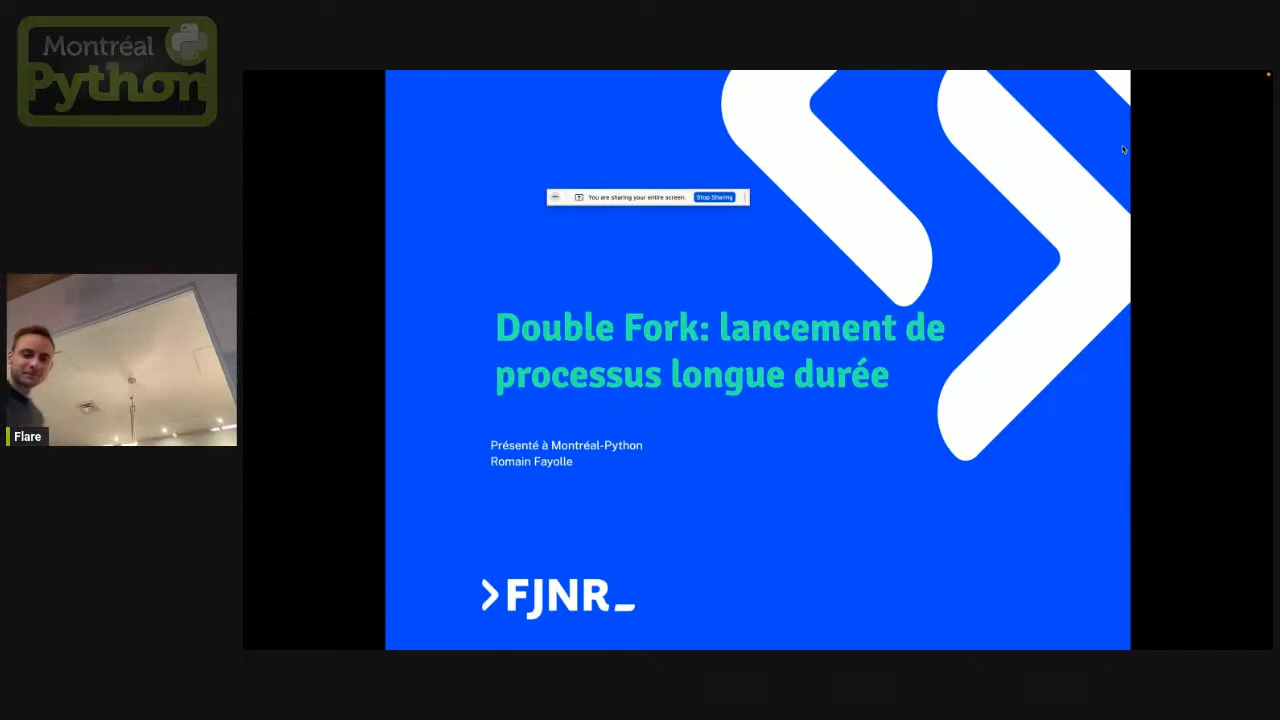 Montréal
Python
You are sharing your entire screen.
Stop Sharing
Double Fork: lancement de
processus longue durée
Présenté à Montréal-Python
Romain Fayolle
Flare
>FJNR_